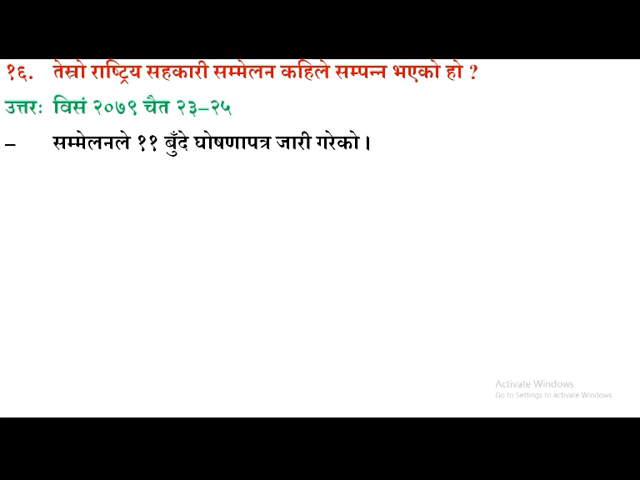 १६. तेस्रो राष्ट्रिय सहकारी सम्मेलन कहिले सम्पन्न भएको हो ?
उत्तरः विसं २०७९ चैत २३–२५
– सम्मेलनले ११ बुँदे घोषणापत्र जारी गरेको ।
Activate Windows
Go to Settings to activate Windows.